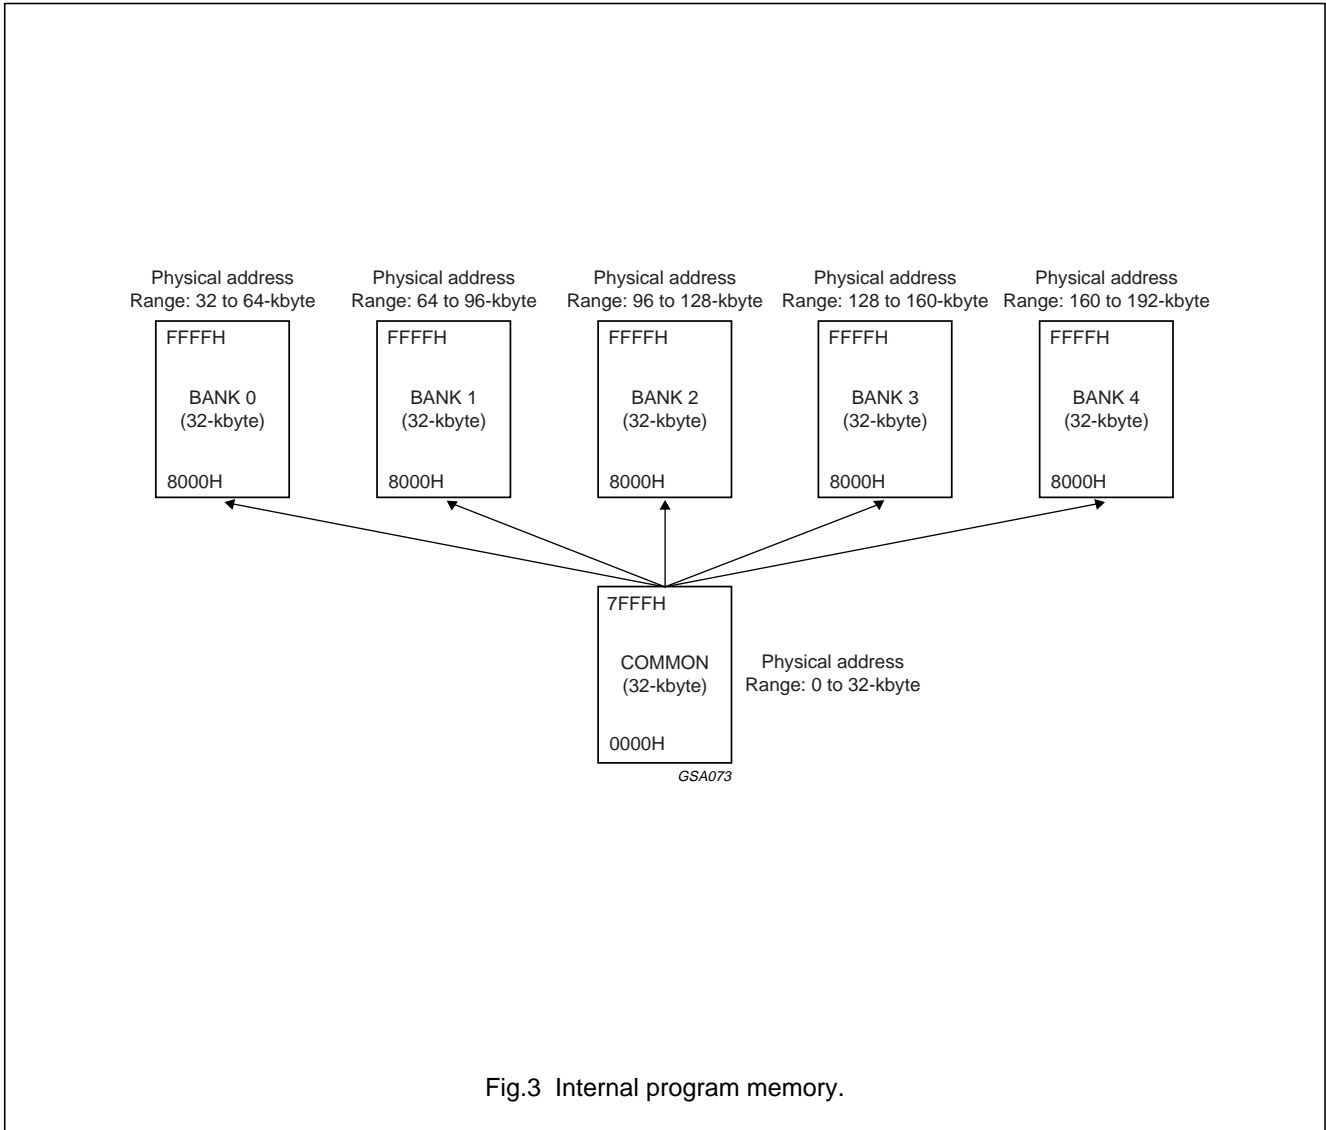 Physical address
Range: 32 to 64-kbyte
FFFFH
BANK 0
(32-kbyte)
8000H
Physical address
Range: 64 to 96-kbyte
FFFFH
BANK 1
(32-kbyte)
8000H
Physical address
Range: 96 to 128-kbyte
FFFFH
BANK 2
(32-kbyte)
8000H
Physical address
Range: 128 to 160-kbyte
FFFFH
BANK 3
(32-kbyte)
8000H
Physical address
Range: 160 to 192-kbyte
FFFFH
BANK 4
(32-kbyte)
8000H
7FFFH
COMMON
(32-kbyte)
0000H
Physical address
Range: 0 to 32-kbyte
GSA073
Fig.3 Internal program memory.